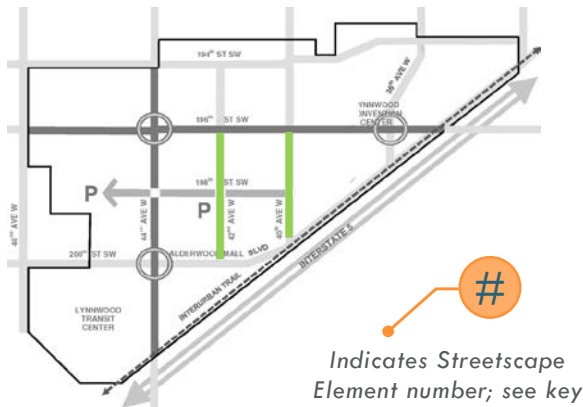 194th ST SW
36th AVE W
LYNNWOOD
CONVENTION
CENTER
196th ST SW
198th ST SW
P
P
46th AVE W
44th AVE W
42nd AVE W
40th AVE W
200th ST SW
ALDERWOOD MALL BLVD
INTERURBAN TRAIL
INTERSTATE 5
LYNNWOOD
TRANSIT
CENTER
#
Indicates Streetscape
Element number; see key